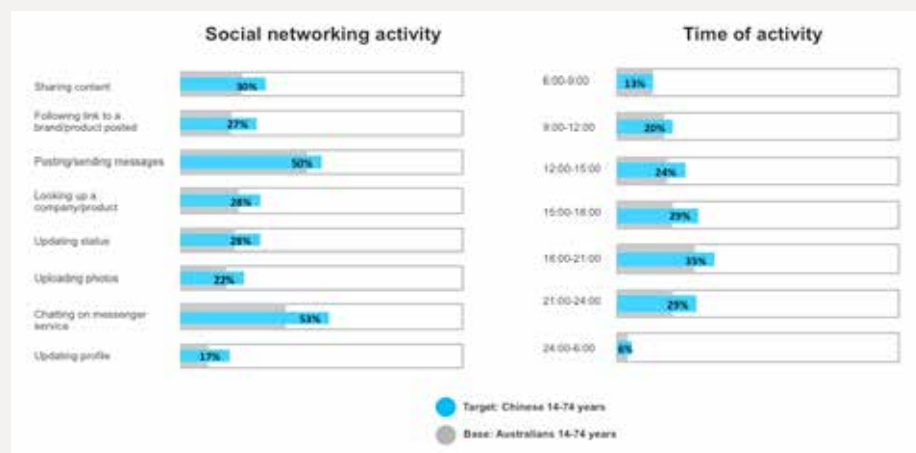 Social networking activity
Sharing content
30%
Following link to a
brand/product posted
27%
Posting/sending messages
50%
Looking up a
company/product
28%
Updating status
28%
Uploading photos
22%
Chatting on messenger
service
53%
Updating profile
17%
Time of activity
6:00-9:00
13%
9:00-12:00
20%
12:00-15:00
24%
15:00-18:00
29%
18:00-21:00
35%
21:00-24:00
29%
24:00-6:00
6%
Target: Chinese 14-74 years
Base: Australians 14-74 years